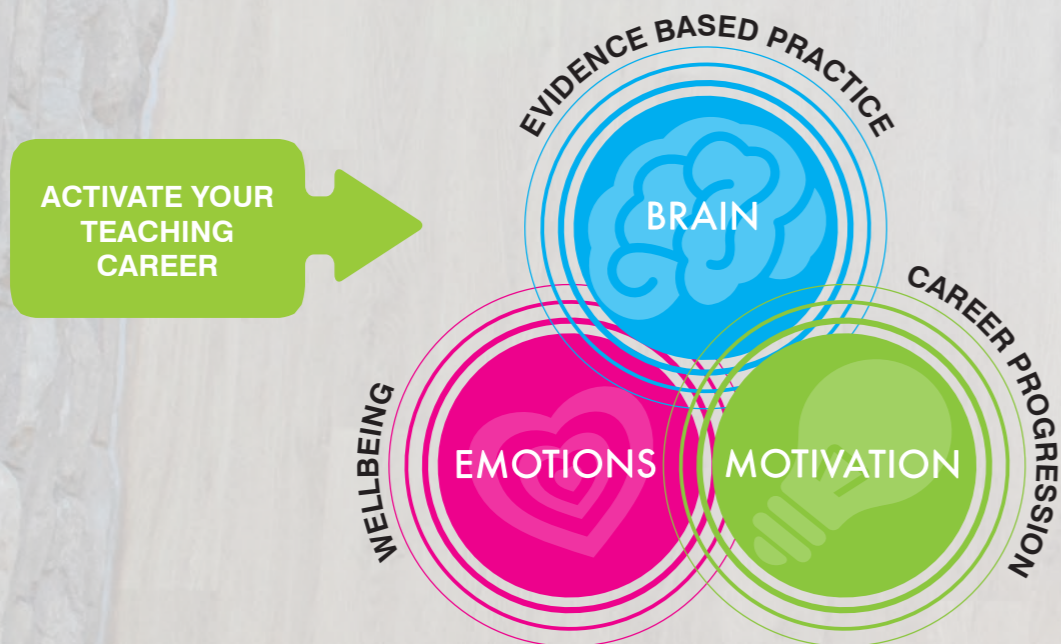 EVIDENCE BASED PRACTICE
ACTIVATE YOUR
TEACHING
CAREER
BRAIN
CAREER PROGRESSION
WELLBEING
EMOTIONS
MOTIVATION